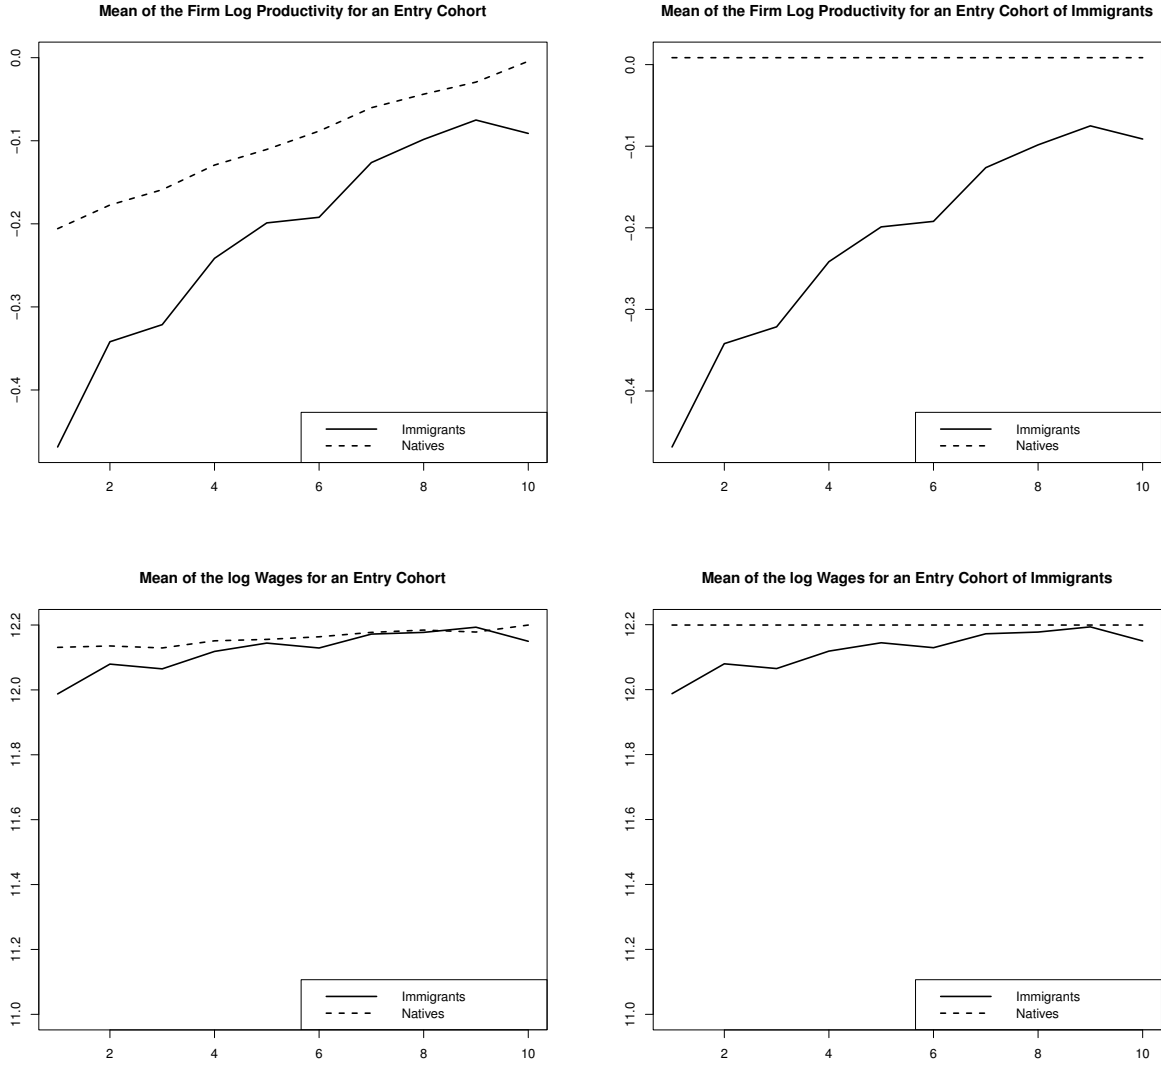 Mean of the Firm Log Productivity for an Entry Cohort
0.0
−0.1
−0.2
−0.3
−0.4
Immigrants
Natives
2 4 6 8 10
Mean of the Firm Log Productivity for an Entry Cohort of Immigrants
0.0
−0.1
−0.2
−0.3
−0.4
Immigrants
Natives
2 4 6 8 10
Mean of the log Wages for an Entry Cohort
12.2
12.0
11.8
11.6
11.4
11.2
11.0
Immigrants
Natives
2 4 6 8 10
Mean of the log Wages for an Entry Cohort of Immigrants
12.2
12.0
11.8
11.6
11.4
11.2
11.0
Immigrants
Natives
2 4 6 8 10